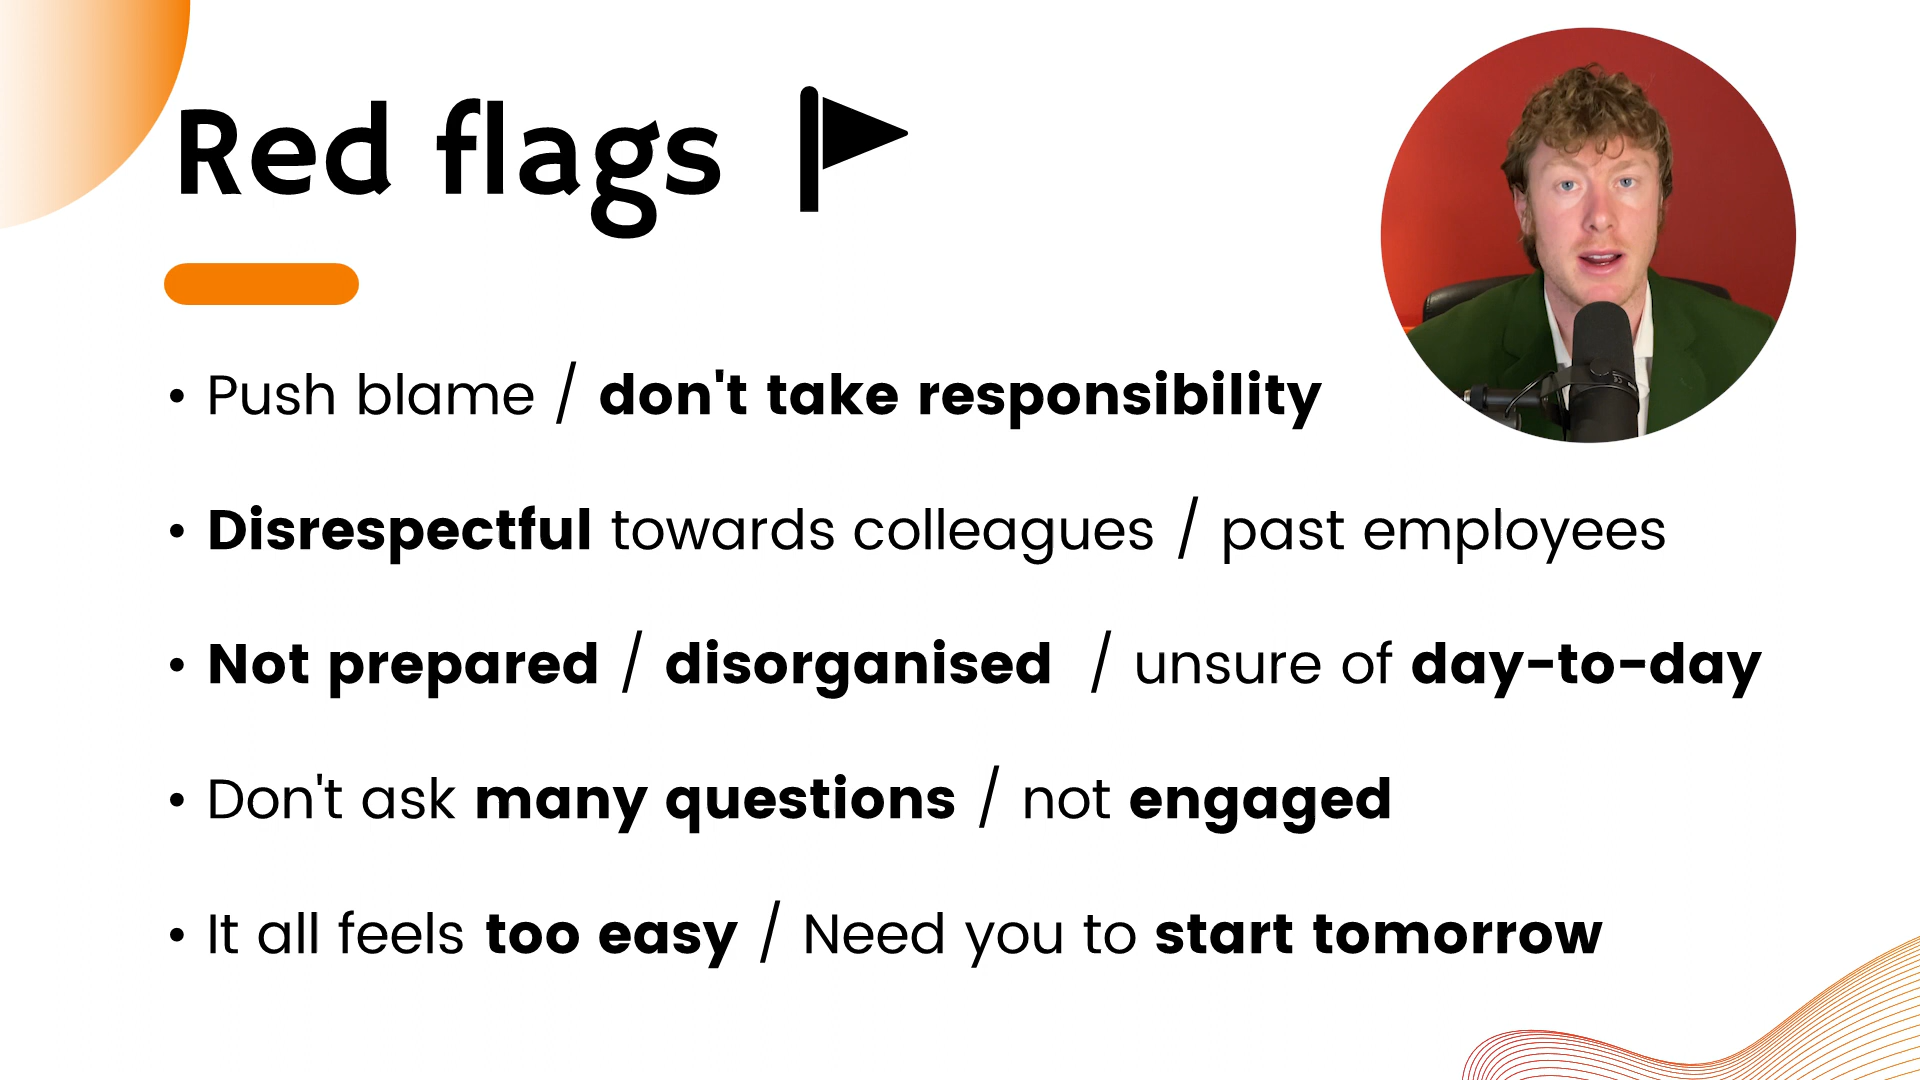 Red flags
• Push blame / don't take responsibility
• Disrespectful towards colleagues / past employees
• Not prepared / disorganised / unsure of day-to-day
• Don't ask many questions / not engaged
• It all feels too easy / Need you to start tomorrow